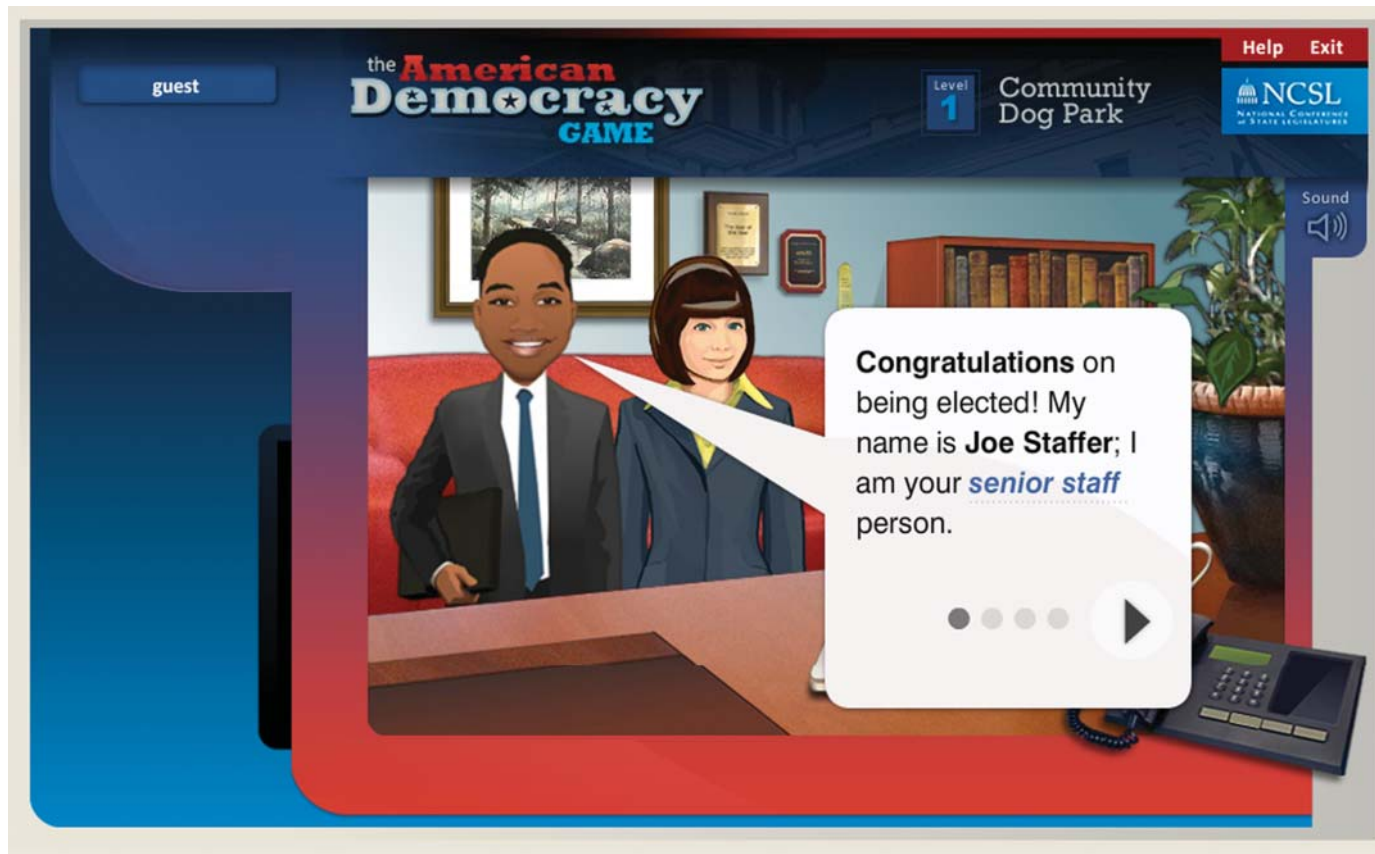 guest
the American
Democracy
GAME
Level
1
Community
Dog Park
Help Exit
NCSL
NATIONAL CONFERENCE
of STATE LEGISLATURES
Sound
Congratulations on
being elected! My
name is Joe Staffer; I
am your senior staff
person.